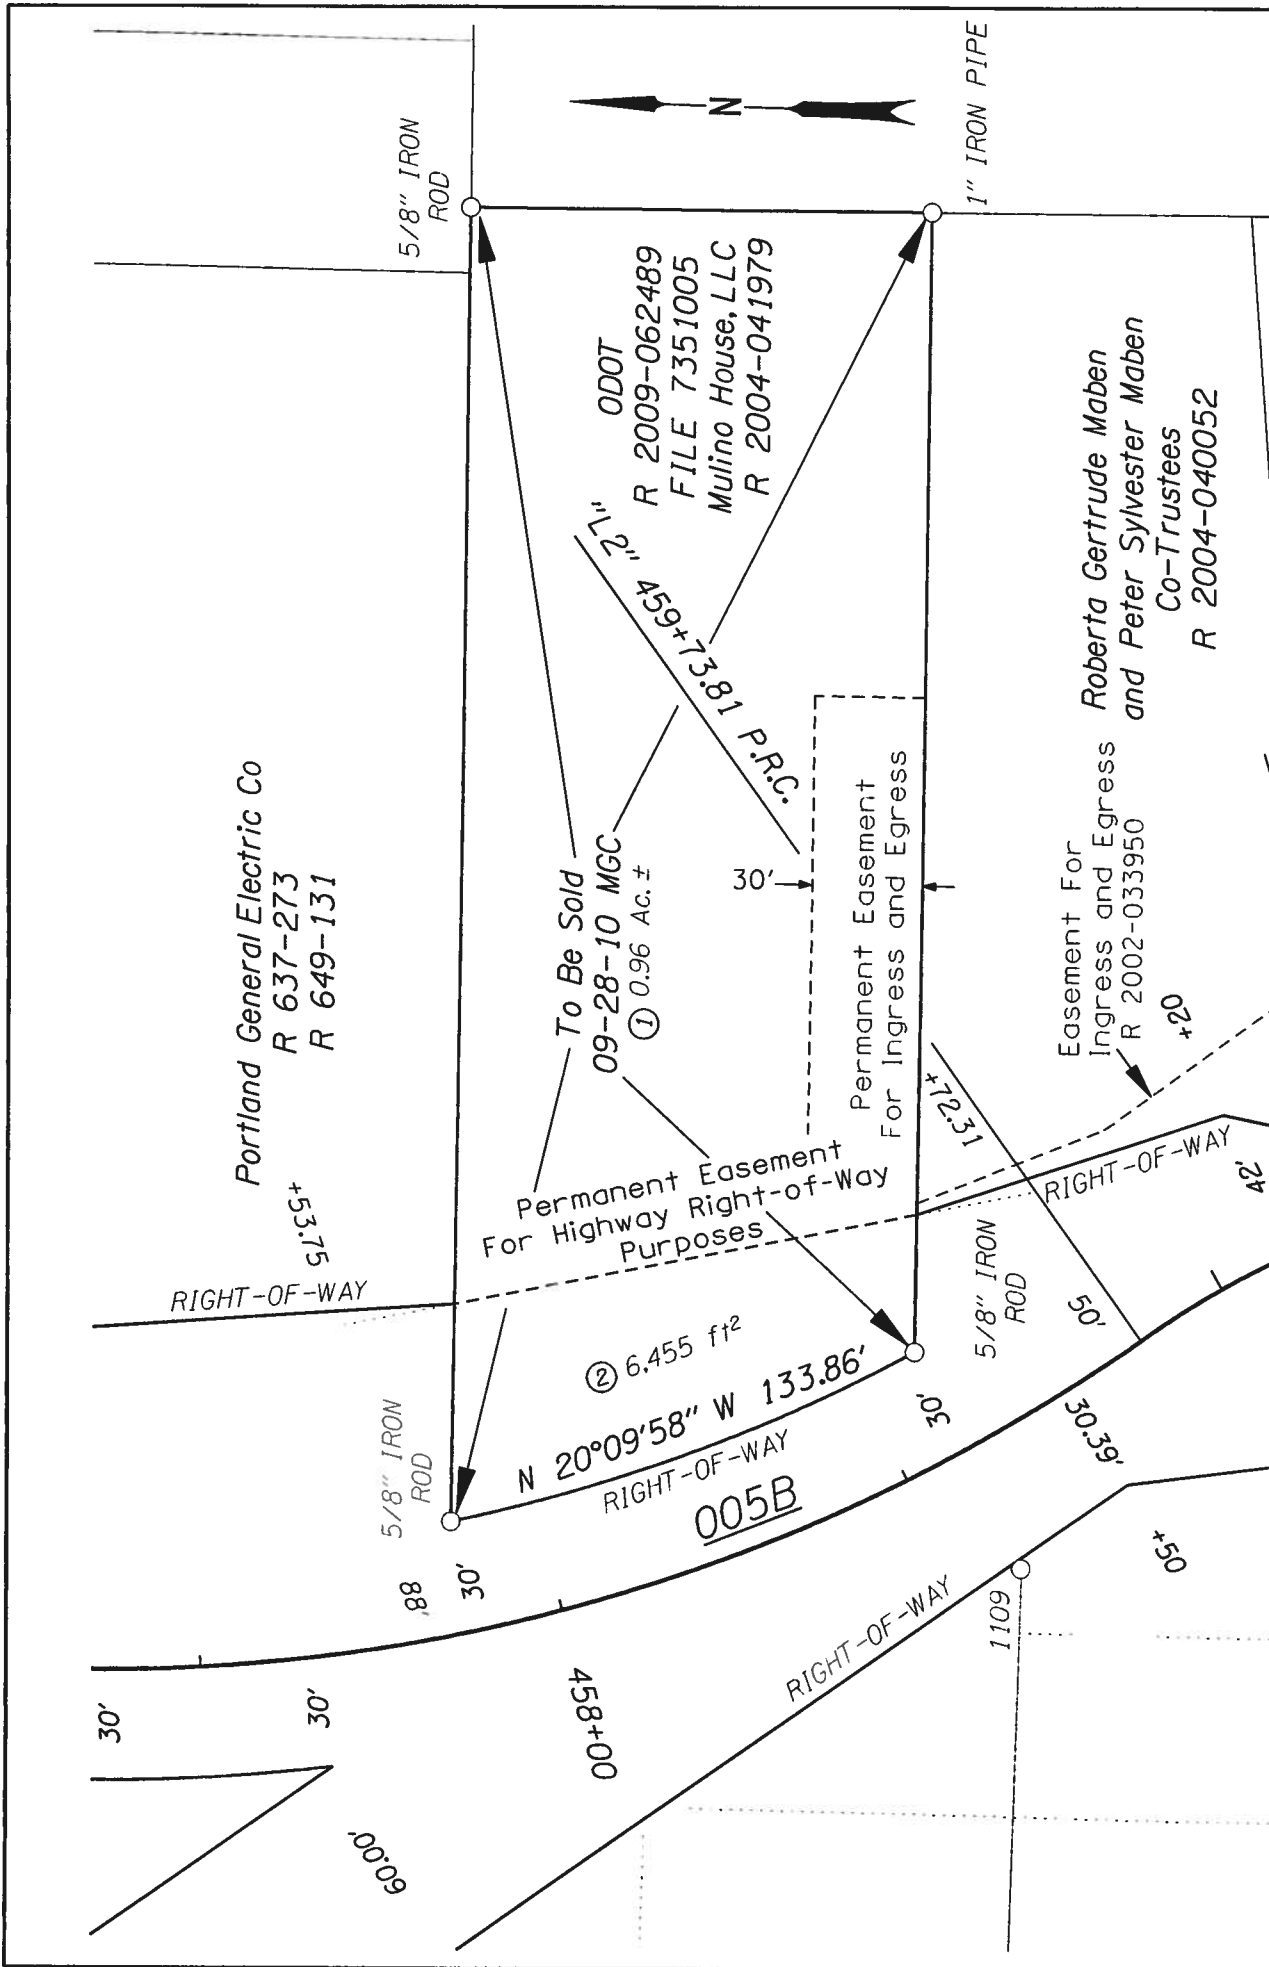 5/8" IRON
ROD
1" IRON PIPE
N
ODOT
R 2009-062489
FILE 7351005
Mulino House, LLC
R 2004-041979
"L2" 459+73.81 P.R.C.
Roberta Gertrude Maben
and Peter Sylvester Maben
Co-Trustees
R 2004-040052
Portland General Electric Co
R 637-273
R 649-131
To Be Sold
09-28-10 MGC
① 0.96 Ac. ±
30'
Permanent Easement
For Ingress and Egress
Easement For
Ingress and Egress
R 2002-033950
+20
+72.31
+53.75
Permanent Easement
For Highway Right-of-Way
Purposes
RIGHT-OF-WAY
RIGHT-OF-WAY
42'
② 6,455 ft²
5/8" IRON
ROD
50'
5/8" IRON
ROD
N 20°09'58" W 133.86'
RIGHT-OF-WAY
005B
30'
30.39'
88'
30'
+50
1109
RIGHT-OF-WAY
30'
30'
458+00
60.00'